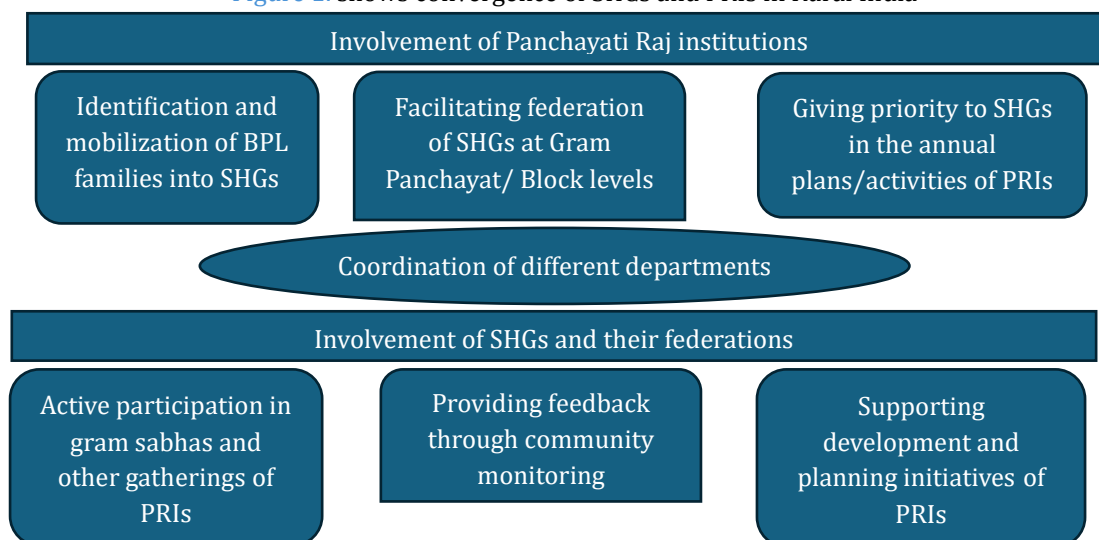 Involvement of Panchayati Raj institutions
Identification and
mobilization of BPL
families into SHGs
Facilitating federation
of SHGs at Gram
Panchayat/ Block levels
Giving priority to SHGs
in the annual
plans/activities of PRIs
Coordination of different departments
Involvement of SHGs and their federations
Active participation in
gram sabhas and
other gatherings of
PRIs
Providing feedback
through community
monitoring
Supporting
development and
planning initiatives of
PRIs